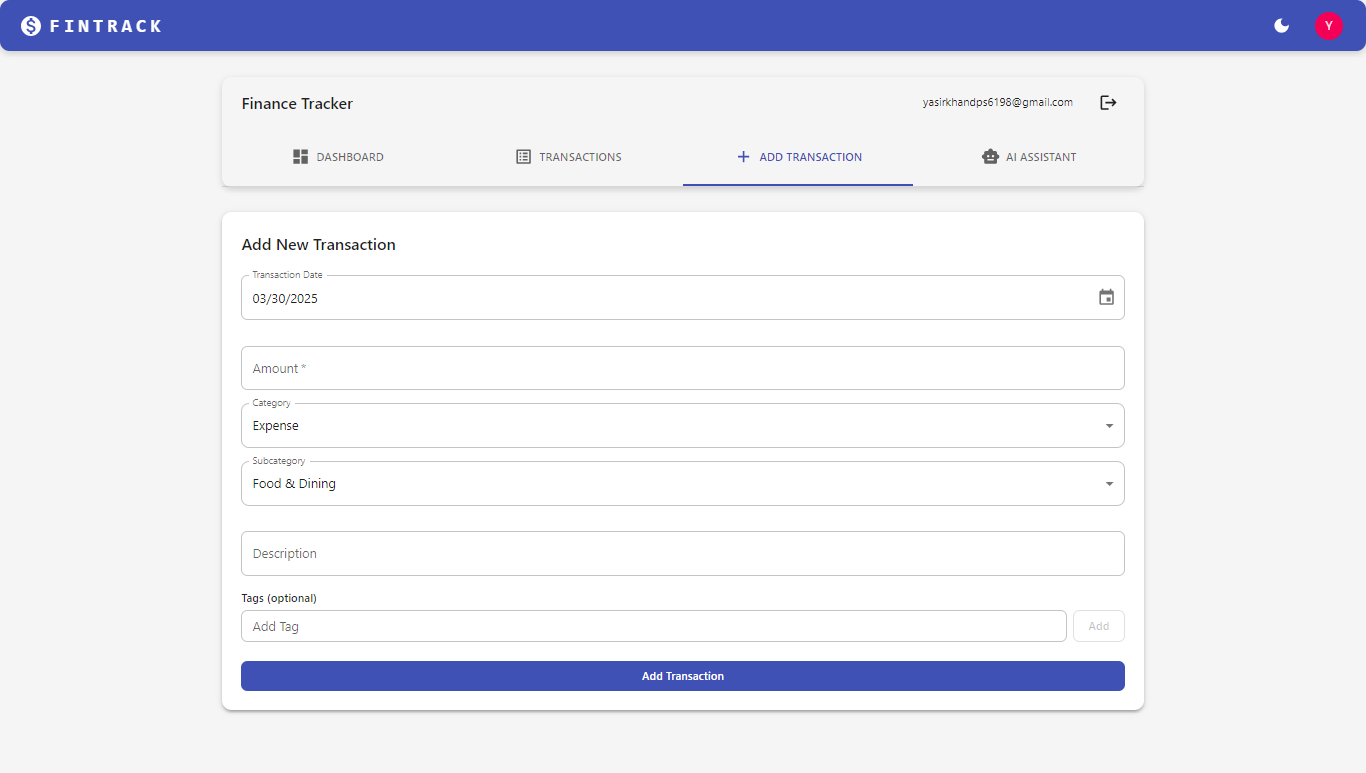 FINTRACK
Y
Finance Tracker
yasirkhandps6198@gmail.com
DASHBOARD
TRANSACTIONS
ADD TRANSACTION
AI ASSISTANT
Add New Transaction
Transaction Date
03/30/2025
Amount *
Category
Expense
Subcategory
Food & Dining
Description
Tags (optional)
Add Tag
Add
Add Transaction